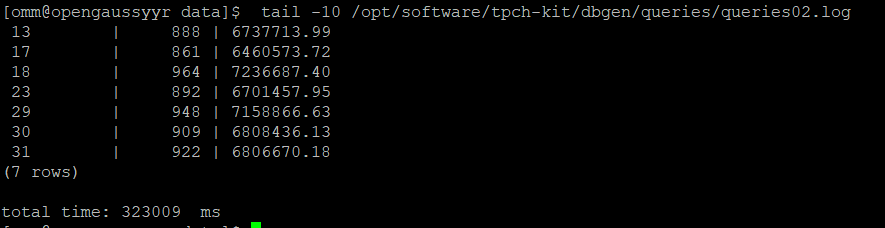 [omm@opengaussyyr data]$  tail -10 /opt/software/tpch-kit/dbgen/queries/queries02.log
 13        |     888 | 6737713.99
 17        |     861 | 6460573.72
 18        |     964 | 7236687.40
 23        |     892 | 6701457.95
 29        |     948 | 7158866.63
 30        |     909 | 6808436.13
 31        |     922 | 6806670.18
(7 rows)
total time: 323009  ms